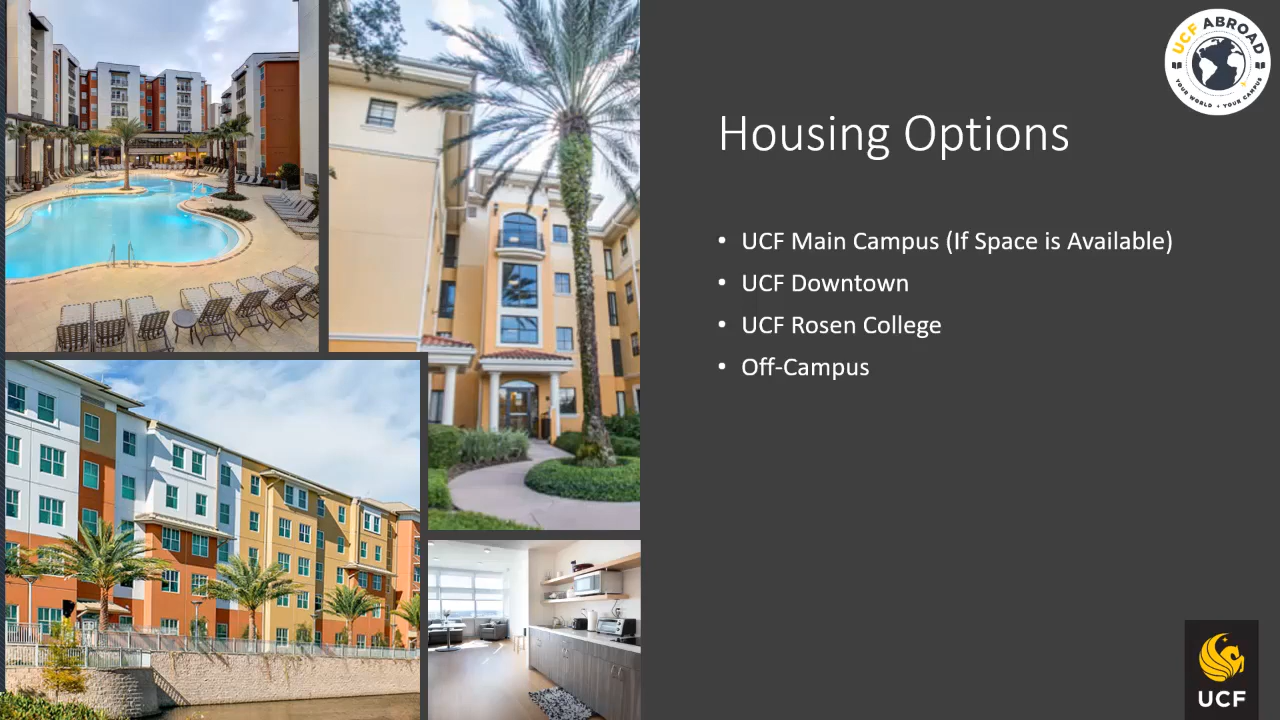 UCF ABROAD
YOUR WORLD • YOUR CAMPUS
Housing Options
• UCF Main Campus (If Space is Available)
• UCF Downtown
• UCF Rosen College
• Off-Campus
UCF